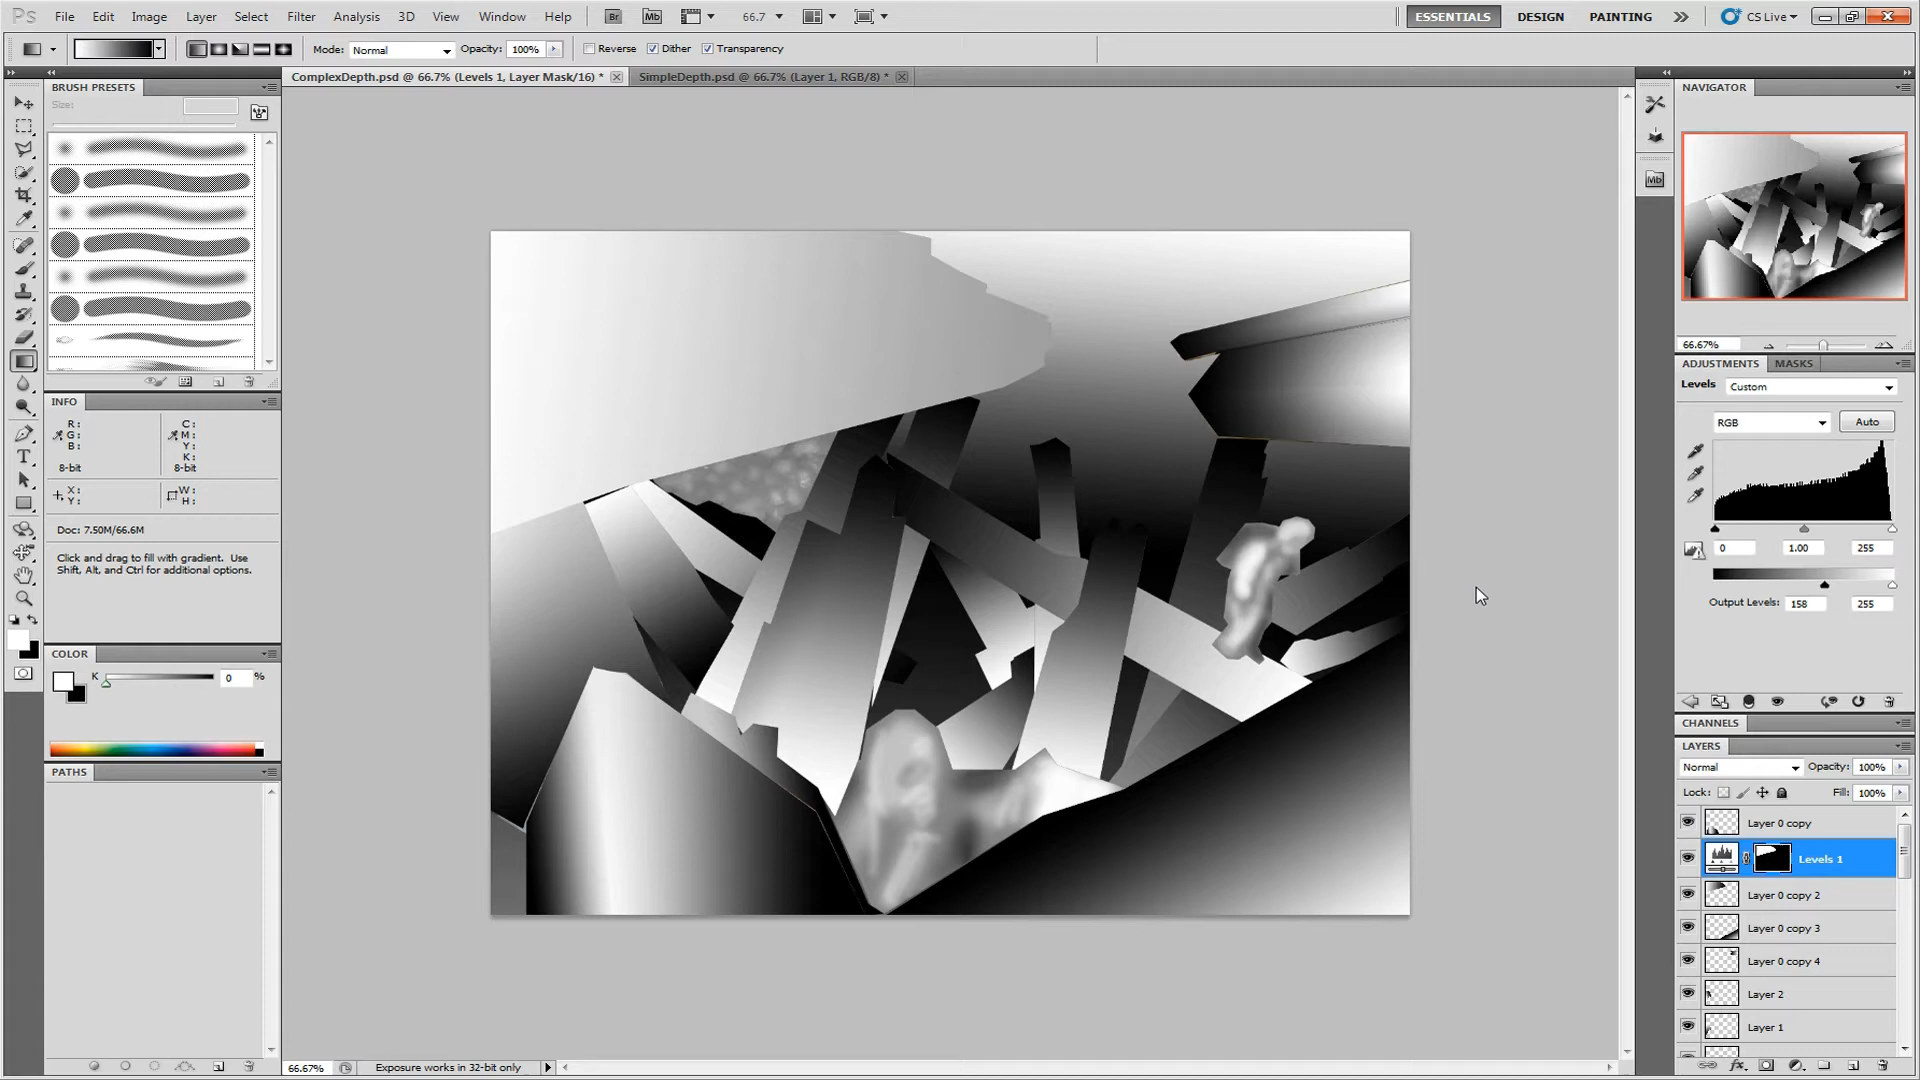 Ps File Edit Image Layer Select Filter Analysis 3D View Window Help Br Mb 66.7 ESSENTIALS DESIGN PAINTING CS Live
Mode: Normal Opacity: 100% Reverse Dither Transparency
ComplexDepth.psd @ 66.7% (Levels 1, Layer Mask/16) * SimpleDepth.psd @ 66.7% (Layer 1, RGB/8) *
BRUSH PRESETS
Size:
INFO
R:
G:
B:
C:
M:
Y:
K:
8-bit 8-bit
X:
Y:
W:
H:
Doc: 7.50M/66.6M
Click and drag to fill with gradient. Use
Shift, Alt, and Ctrl for additional options.
COLOR
K 0 %
PATHS
66.67% Exposure works in 32-bit only
NAVIGATOR
Mb
66.67%
ADJUSTMENTS MASKS
Levels Custom
RGB Auto
0 1.00 255
Output Levels: 158 255
CHANNELS
LAYERS
Normal Opacity: 100%
Lock: Fill: 100%
Layer 0 copy
Levels 1
Layer 0 copy 2
Layer 0 copy 3
Layer 0 copy 4
Layer 2
Layer 1